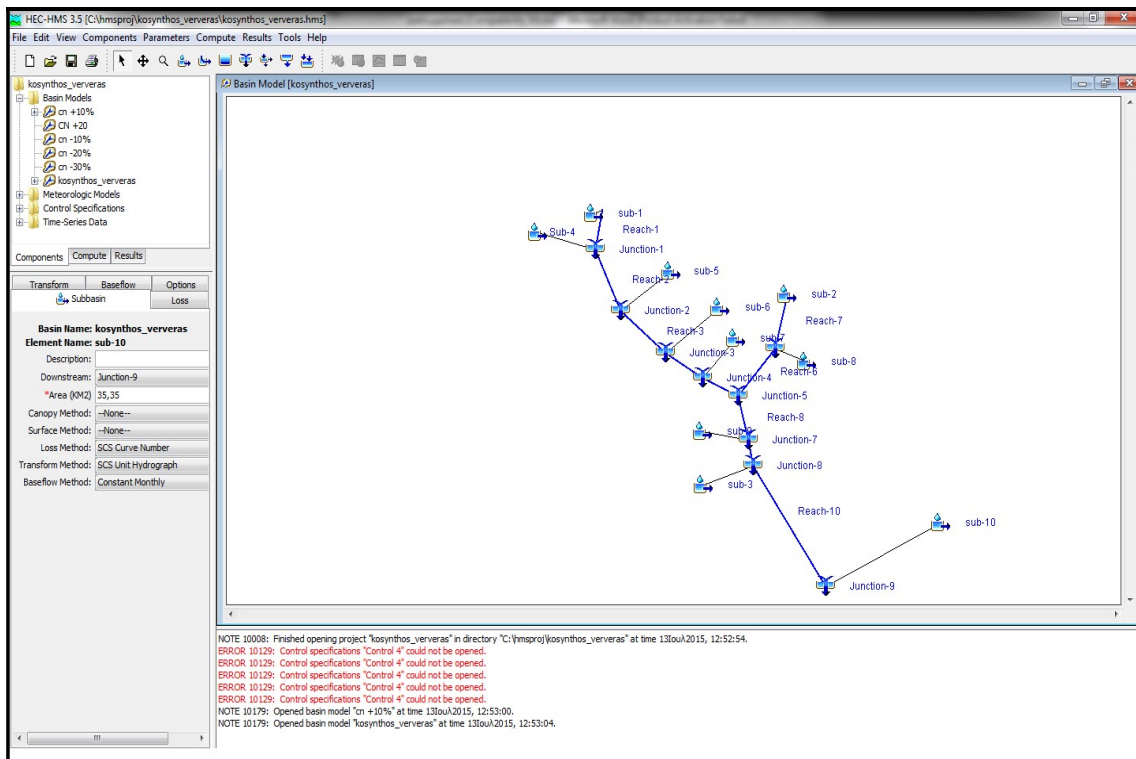 HEC-HMS 3.5 [C:\hmsproj\kosynthos_ververas\kosynthos_ververas.hms]
File Edit View Components Parameters Compute Results Tools Help
kosynthos_ververas
Basin Models
cn +10%
CN +20
cn -10%
cn -20%
cn -30%
kosynthos_ververas
Meteorologic Models
Control Specifications
Time-Series Data
Components Compute Results
Transform Baseflow Options
Subbasin Loss
Basin Name: kosynthos_ververas
Element Name: sub-10
Description:
Downstream: Junction-9
*Area (KM2) 35,35
Canopy Method: --None--
Surface Method: --None--
Loss Method: SCS Curve Number
Transform Method: SCS Unit Hydrograph
Baseflow Method: Constant Monthly
Basin Model [kosynthos_ververas]
sub-1
Sub-4
Reach-1
Junction-1
sub-5
Reach-2
sub-2
Junction-2
sub-6
Reach-7
Reach-3
sub-7
Junction-3
sub-8
Reach-6
Junction-4
Junction-5
Reach-8
Junction-7
Junction-8
sub-3
Reach-10
sub-10
Junction-9
NOTE 10008: Finished opening project "kosynthos_ververas" in directory "C:\hmsproj\kosynthos_ververas" at time 13Ιουλ2015, 12:52:54.
ERROR 10129: Control specifications "Control 4" could not be opened.
ERROR 10129: Control specifications "Control 4" could not be opened.
ERROR 10129: Control specifications "Control 4" could not be opened.
ERROR 10129: Control specifications "Control 4" could not be opened.
ERROR 10129: Control specifications "Control 4" could not be opened.
NOTE 10179: Opened basin model "cn +10%" at time 13Ιουλ2015, 12:53:00.
NOTE 10179: Opened basin model "kosynthos_ververas" at time 13Ιουλ2015, 12:53:04.